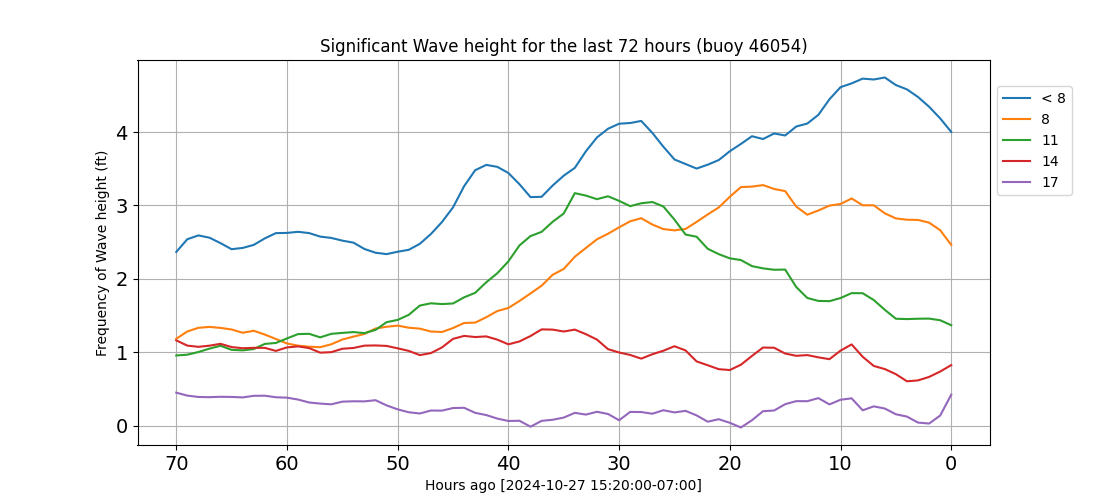 Significant Wave height for the last 72 hours (buoy 46054)
Frequency of Wave height (ft)
4
3
2
1
0
70 60 50 40 30 20 10 0
Hours ago [2024-10-27 15:20:00-07:00]
< 8
8
11
14
17